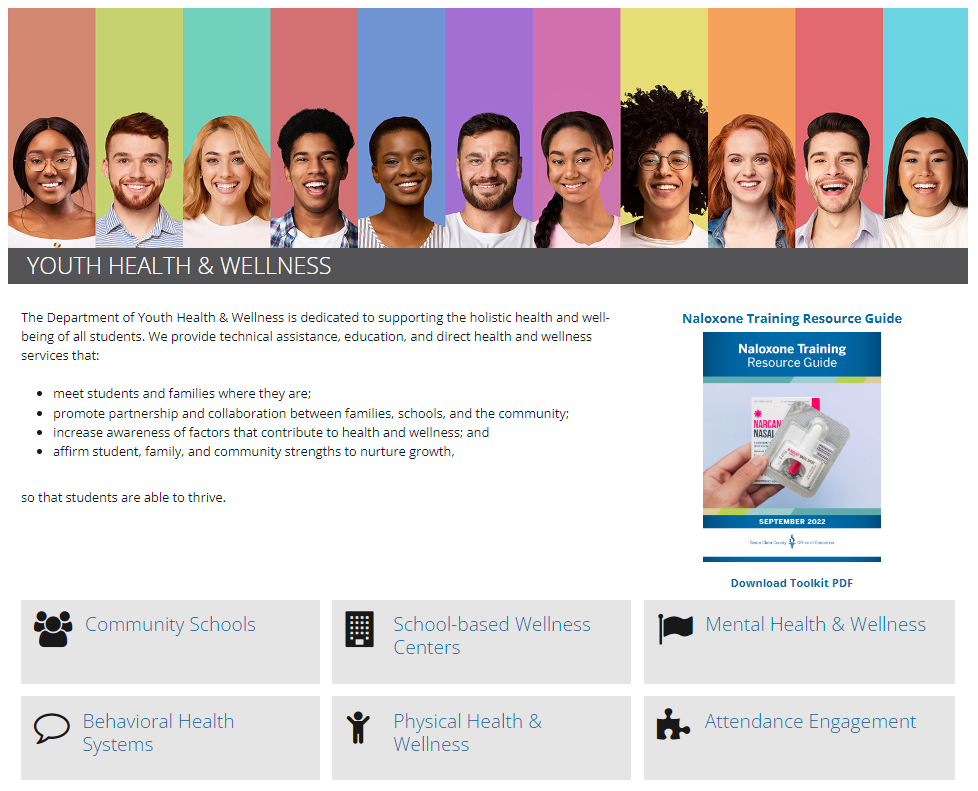 YOUTH HEALTH & WELLNESS
The Department of Youth Health & Wellness is dedicated to supporting the holistic health and well-
being of all students. We provide technical assistance, education, and direct health and wellness
services that:
meet students and families where they are;
promote partnership and collaboration between families, schools, and the community;
increase awareness of factors that contribute to health and wellness; and
affirm student, family, and community strengths to nurture growth,
so that students are able to thrive.
Naloxone Training Resource Guide
Naloxone Training
Resource Guide
NARCAN
NASAL
SEPTEMBER 2022
Santa Clara County Office of Education
Download Toolkit PDF
Community Schools
School-based Wellness
Centers
Mental Health & Wellness
Behavioral Health
Systems
Physical Health &
Wellness
Attendance Engagement